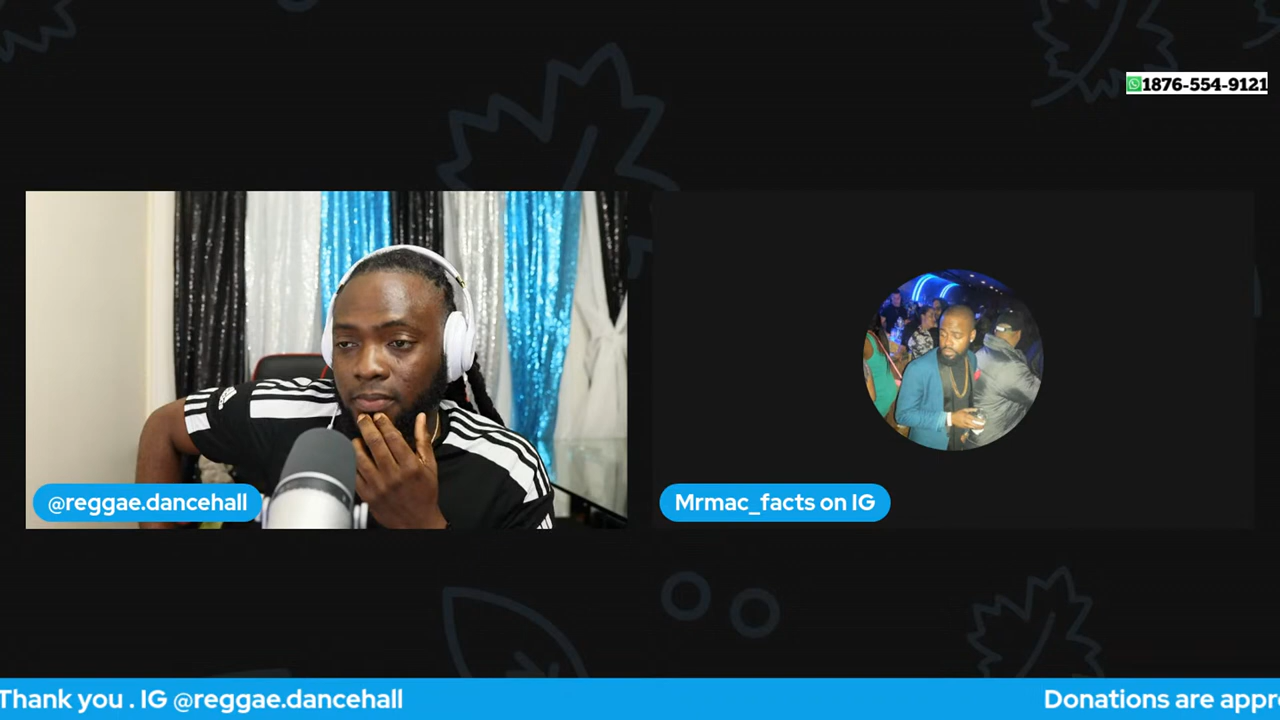 1876-554-9121
@reggae.dancehall
Mrmac_facts on IG
Thank you . IG @reggae.dancehall
Donations are appr